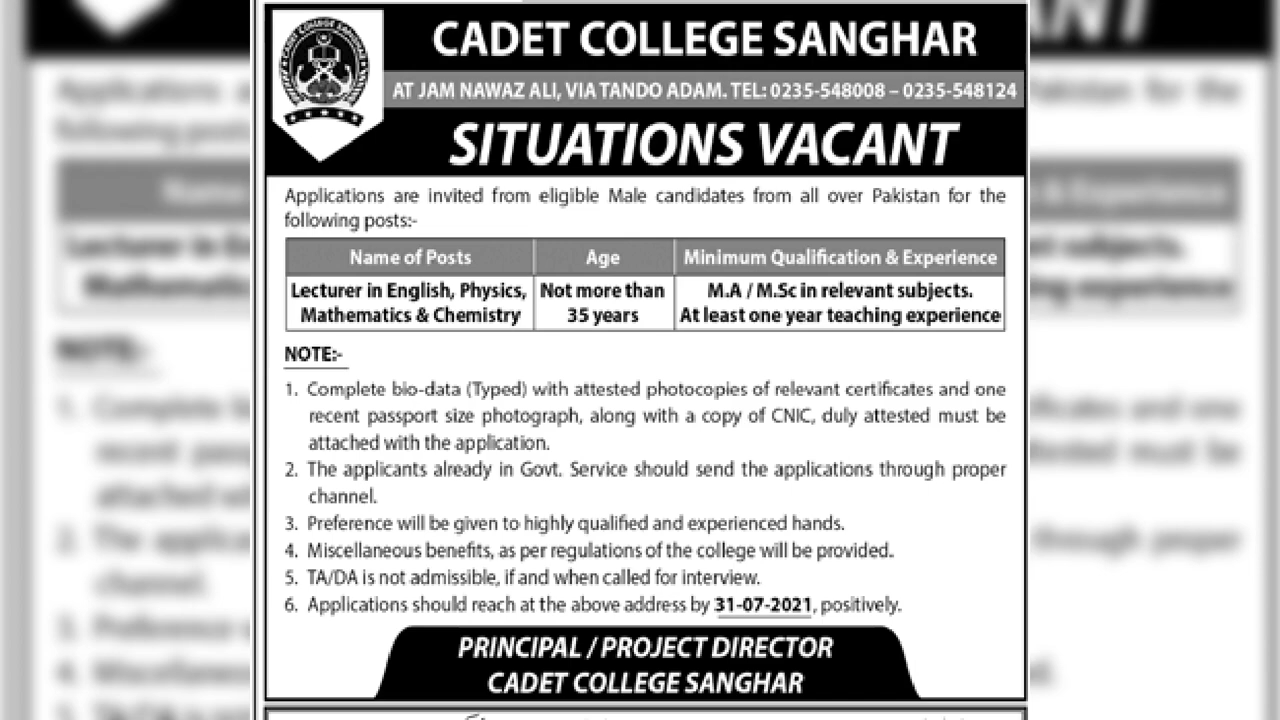 CADET COLLEGE SANGHAR
AT JAM NAWAZ ALI, VIA TANDO ADAM. TEL: 0235-548008 – 0235-548124
SITUATIONS VACANT
Applications are invited from eligible Male candidates from all over Pakistan for the
following posts:-
Name of Posts Age Minimum Qualification & Experience
Lecturer in English, Physics, Not more than M.A / M.Sc in relevant subjects.
Mathematics & Chemistry 35 years At least one year teaching experience
NOTE:-
1. Complete bio-data (Typed) with attested photocopies of relevant certificates and one
recent passport size photograph, along with a copy of CNIC, duly attested must be
attached with the application.
2. The applicants already in Govt. Service should send the applications through proper
channel.
3. Preference will be given to highly qualified and experienced hands.
4. Miscellaneous benefits, as per regulations of the college will be provided.
5. TA/DA is not admissible, if and when called for interview.
6. Applications should reach at the above address by 31-07-2021, positively.
PRINCIPAL / PROJECT DIRECTOR
CADET COLLEGE SANGHAR